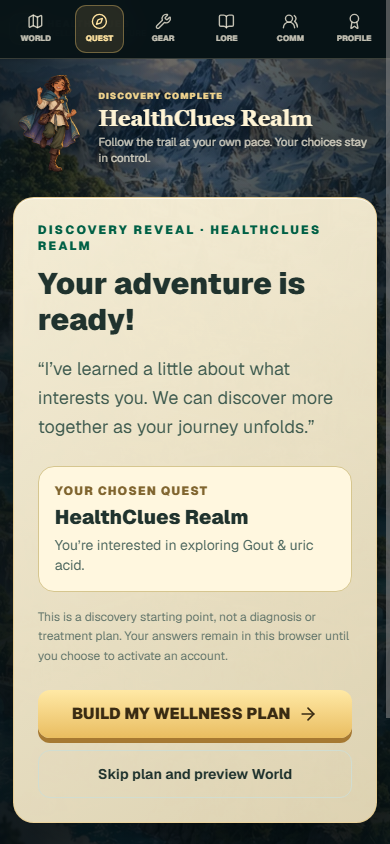 WORLD
QUEST
GEAR
LORE
COMM
PROFILE
DISCOVERY COMPLETE
HealthClues Realm
Follow the trail at your own pace. Your choices stay
in control.
DISCOVERY REVEAL · HEALTHCLUES
REALM
Your adventure is
ready!
“I’ve learned a little about what
interests you. We can discover more
together as your journey unfolds.”
YOUR CHOSEN QUEST
HealthClues Realm
You’re interested in exploring Gout & uric
acid.
This is a discovery starting point, not a diagnosis or
treatment plan. Your answers remain in this browser until
you choose to activate an account.
BUILD MY WELLNESS PLAN →
Skip plan and preview World